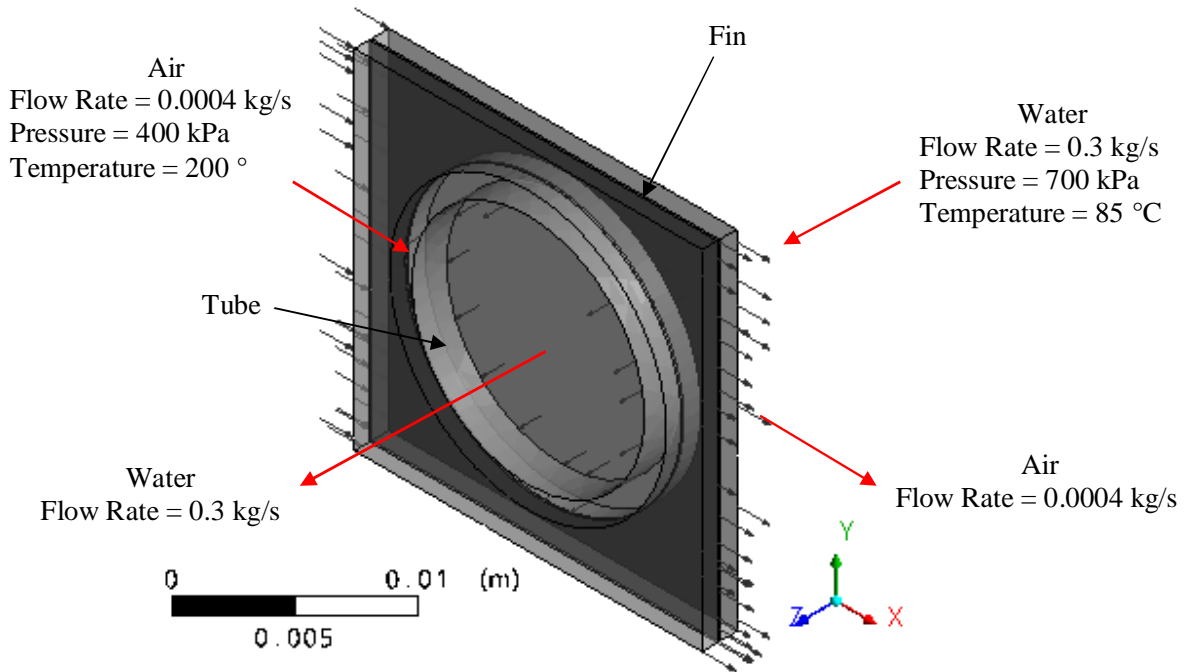 Fin
Air
Flow Rate = 0.0004 kg/s
Pressure = 400 kPa
Temperature = 200 °
Water
Flow Rate = 0.3 kg/s
Pressure = 700 kPa
Temperature = 85 °C
Tube
Water
Flow Rate = 0.3 kg/s
Air
Flow Rate = 0.0004 kg/s
0 0.01 (m)
0.005
Y
Z X